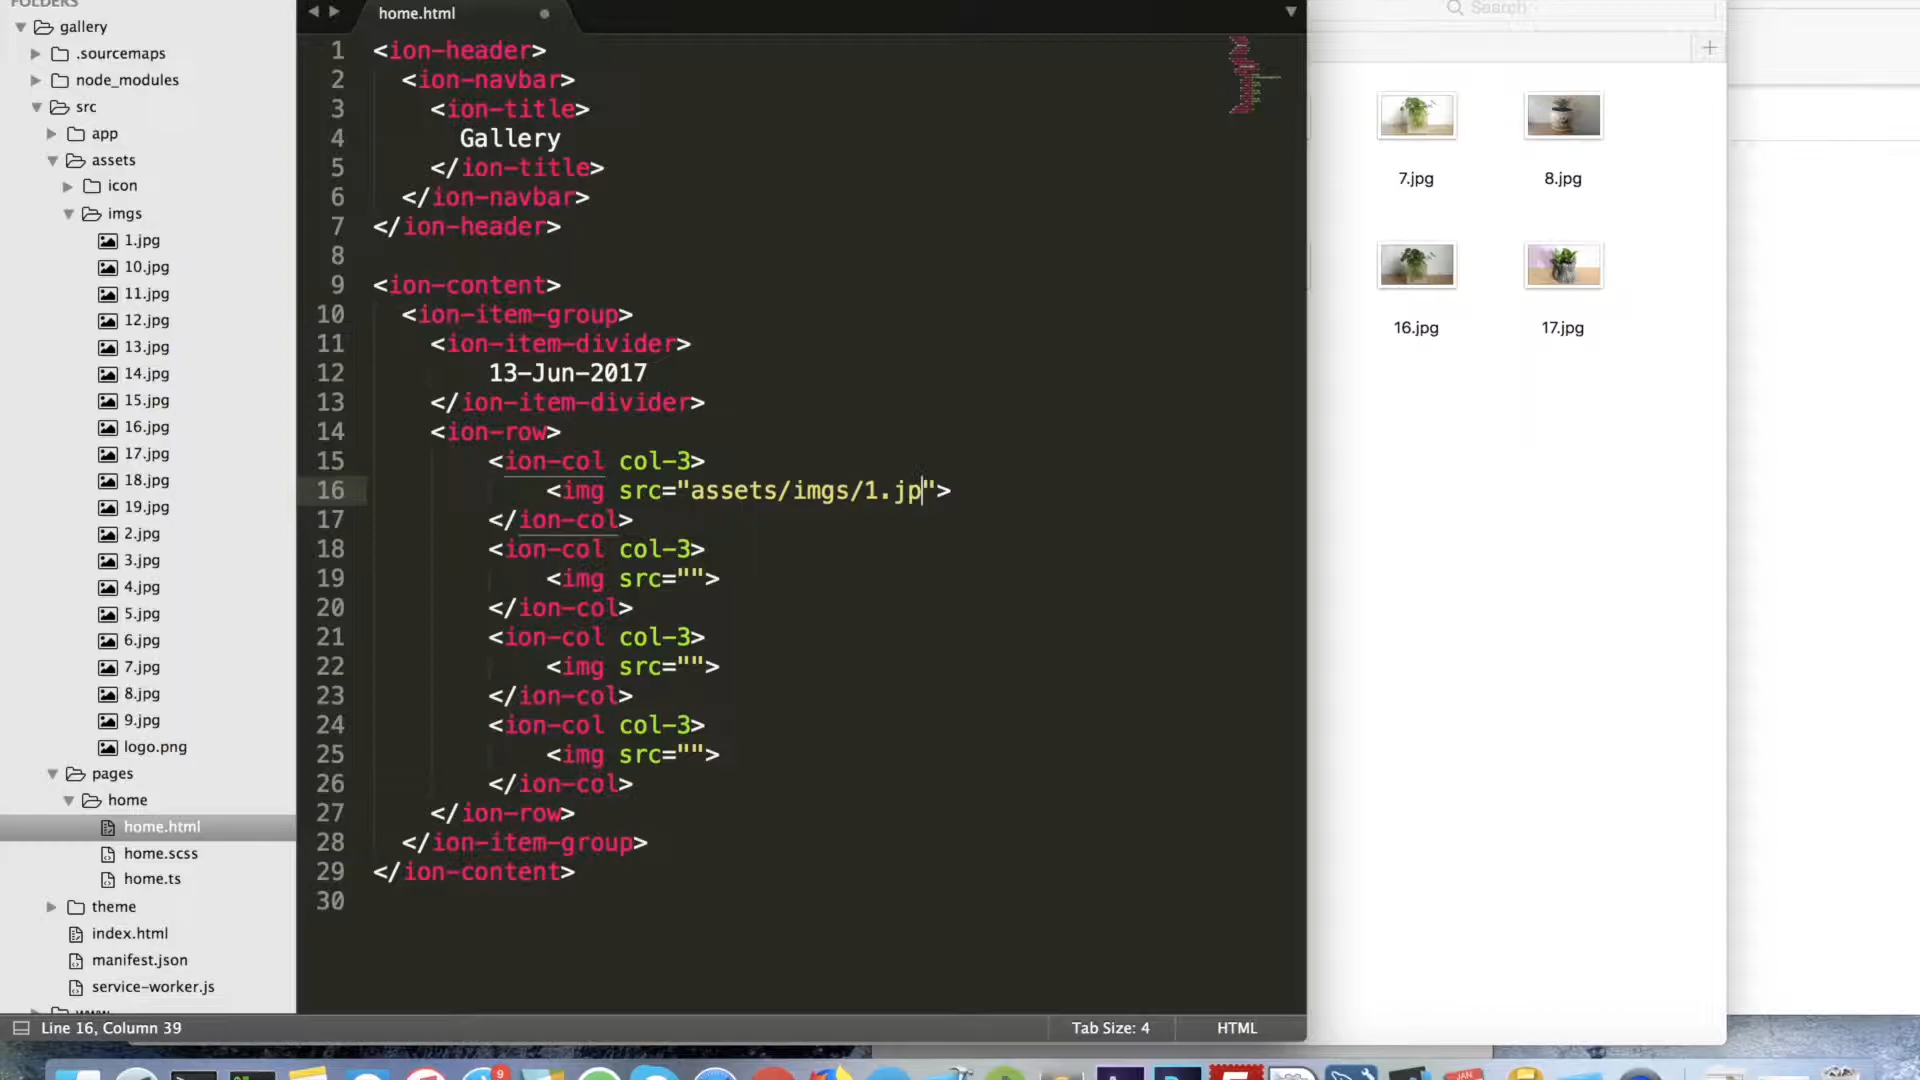 FOLDERS
gallery
.sourcemaps
node_modules
src
app
assets
icon
imgs
1.jpg
10.jpg
11.jpg
12.jpg
13.jpg
14.jpg
15.jpg
16.jpg
17.jpg
18.jpg
19.jpg
2.jpg
3.jpg
4.jpg
5.jpg
6.jpg
7.jpg
8.jpg
9.jpg
logo.png
pages
home
home.html
home.scss
home.ts
theme
index.html
manifest.json
service-worker.js
home.html
1 <ion-header>
2 <ion-navbar>
3 <ion-title>
4 Gallery
5 </ion-title>
6 </ion-navbar>
7 </ion-header>
8
9 <ion-content>
10 <ion-item-group>
11 <ion-item-divider>
12 13-Jun-2017
13 </ion-item-divider>
14 <ion-row>
15 <ion-col col-3>
16 <img src="assets/imgs/1.jp">
17 </ion-col>
18 <ion-col col-3>
19 <img src="">
20 </ion-col>
21 <ion-col col-3>
22 <img src="">
23 </ion-col>
24 <ion-col col-3>
25 <img src="">
26 </ion-col>
27 </ion-row>
28 </ion-item-group>
29 </ion-content>
30
Line 16, Column 39
Tab Size: 4
HTML
Search
7.jpg
8.jpg
16.jpg
17.jpg
9
JAN